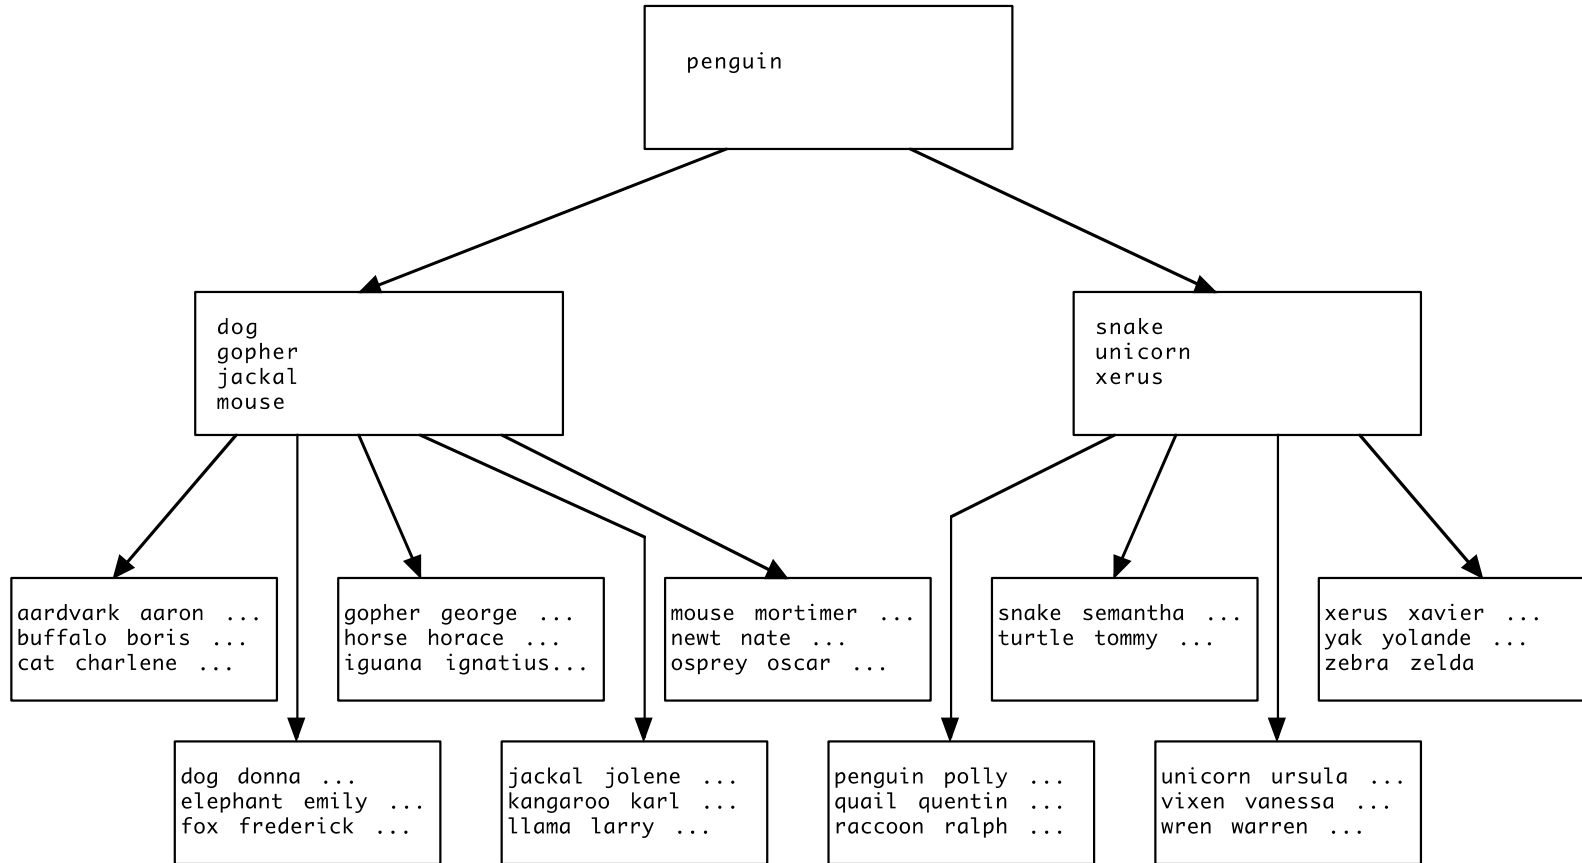 penguin
dog
gopher
jackal
mouse
snake
unicorn
xerus
aardvark aaron ...
buffalo boris ...
cat charlene ...
gopher george ...
horse horace ...
iguana ignatius...
mouse mortimer ...
newt nate ...
osprey oscar ...
snake semantha ...
turtle tommy ...
xerus xavier ...
yak yolande ...
zebra zelda
dog donna ...
elephant emily ...
fox frederick ...
jackal jolene ...
kangaroo karl ...
llama larry ...
penguin polly ...
quail quentin ...
raccoon ralph ...
unicorn ursula ...
vixen vanessa ...
wren warren ...